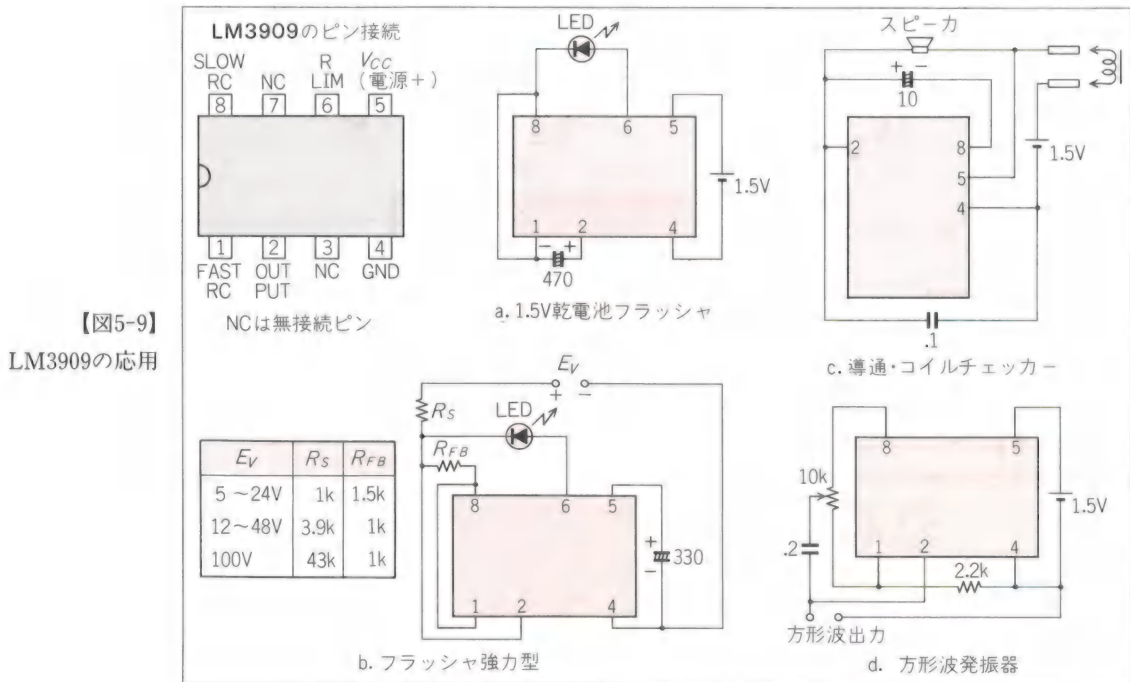 【図5-9】
LM3909の応用
LM3909のピン接続
SLOW RC
NC
R LIM
VCC (電源+)
8 7 6 5
1 2 3 4
FAST RC
OUT PUT
NC
GND
NCは無接続ピン
LED
8 6 5
1.5V
1 2 4
− +
470
a. 1.5V乾電池フラッシャ
スピーカ
+ −
10
2
8
5
4
1.5V
.1
c. 導通・コイルチェッカー
EV RS RFB
5 ~24V 1k 1.5k
12~48V 3.9k 1k
100V 43k 1k
EV
+ −
RS
LED
RFB
8 6 5
+
−
330
1 2 4
b. フラッシャ強力型
8 5
10k
1.5V
.2
1 2 4
2.2k
方形波出力
d. 方形波発振器